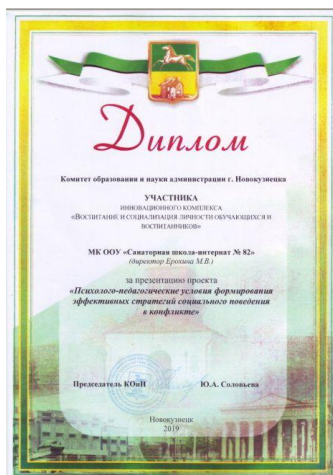 Диплом
Комитет образования и науки администрации г. Новокузнецка
УЧАСТНИКА
ИННОВАЦИОННОГО КОМПЛЕКСА
«ВОСПИТАНИЕ И СОЦИАЛИЗАЦИЯ ЛИЧНОСТИ ОБУЧАЮЩИХСЯ И
ВОСПИТАННИКОВ»
МК ООУ «Санаторная школа-интернат № 82»
(директор Ерохина М.В.)
за презентацию проекта
«Психолого-педагогические условия формирования
эффективных стратегий социального поведения
в конфликте»
Председатель КОиН Ю.А. Соловьева
Новокузнецк
2019